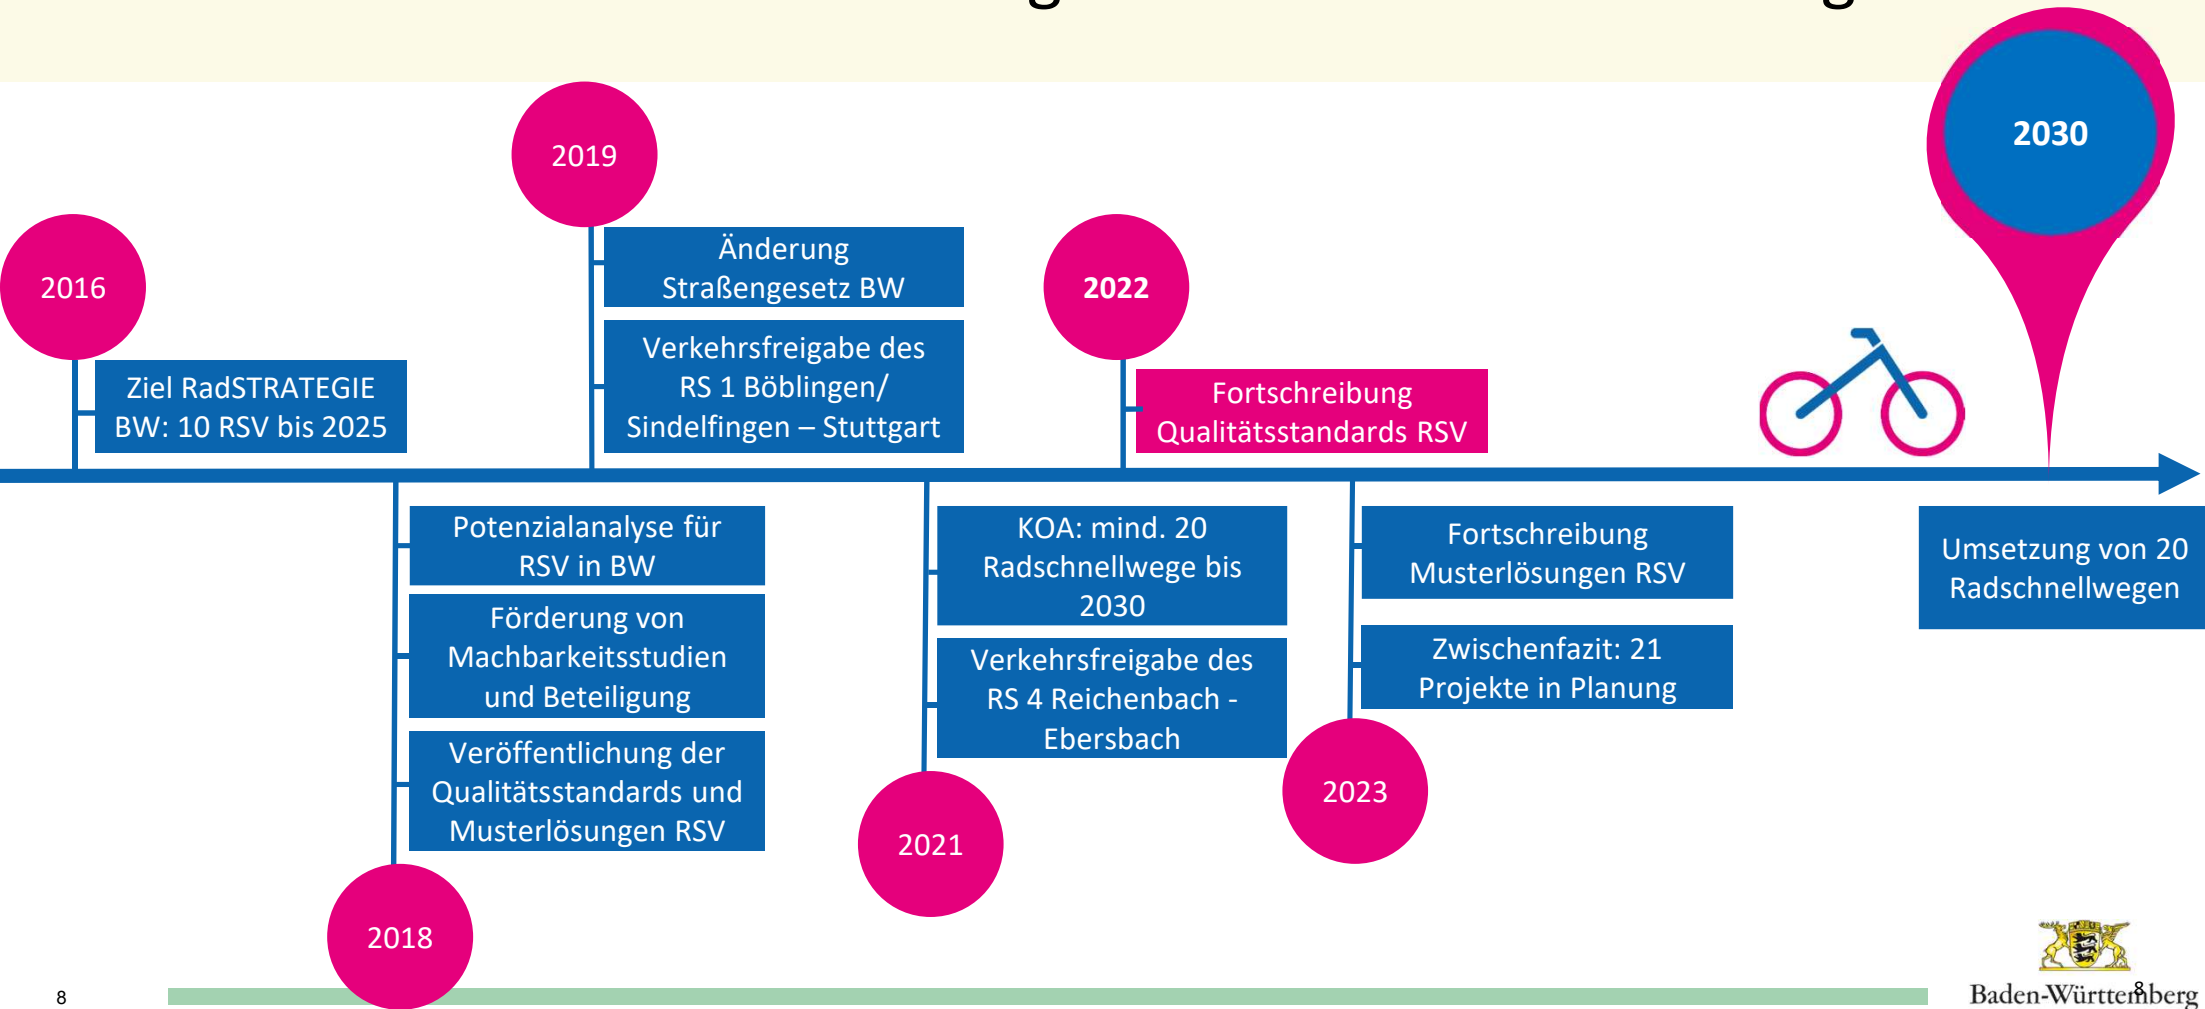 2016
Ziel RadSTRATEGIE
BW: 10 RSV bis 2025
2018
Potenzialanalyse für
RSV in BW
Förderung von
Machbarkeitsstudien
und Beteiligung
Veröffentlichung der
Qualitätsstandards und
Musterlösungen RSV
2019
Änderung
Straßengesetz BW
Verkehrsfreigabe des
RS 1 Böblingen/
Sindelfingen – Stuttgart
2021
KOA: mind. 20
Radschnellwege bis
2030
Verkehrsfreigabe des
RS 4 Reichenbach -
Ebersbach
2022
Fortschreibung
Qualitätsstandards RSV
2023
Fortschreibung
Musterlösungen RSV
Zwischenfazit: 21
Projekte in Planung
2030
Umsetzung von 20
Radschnellwegen
8
Baden-Württemberg
8